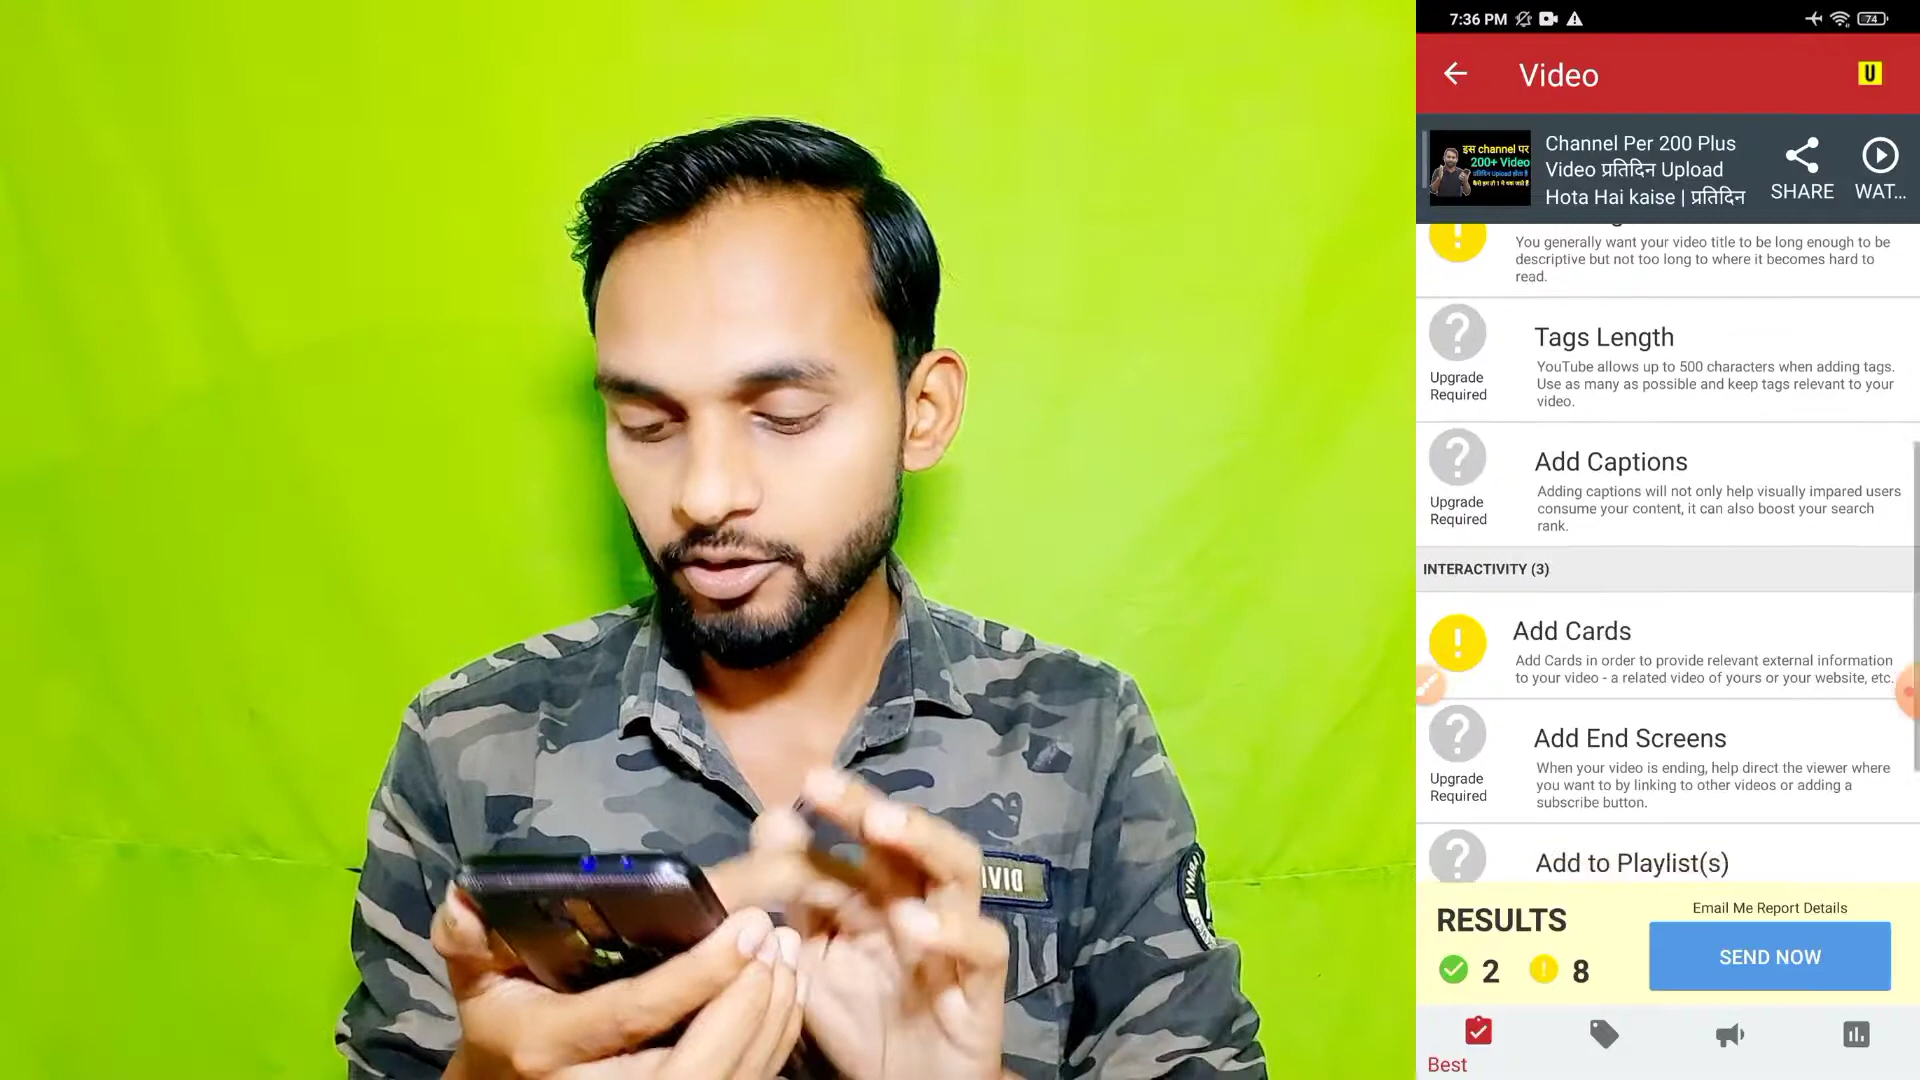 7:36 PM
74
Video
U
इस channel पर
200+ Video
प्रतिदिन Upload होता है
Channel Per 200 Plus
Video प्रतिदिन Upload
Hota Hai kaise | प्रतिदिन
SHARE
WAT...
You generally want your video title to be long enough to be
descriptive but not too long to where it becomes hard to
read.
Tags Length
Upgrade
Required
YouTube allows up to 500 characters when adding tags.
Use as many as possible and keep tags relevant to your
video.
Add Captions
Upgrade
Required
Adding captions will not only help visually impared users
consume your content, it can also boost your search
rank.
INTERACTIVITY (3)
Add Cards
Add Cards in order to provide relevant external information
to your video - a related video of yours or your website, etc.
Add End Screens
Upgrade
Required
When your video is ending, help direct the viewer where
you want to by linking to other videos or adding a
subscribe button.
Add to Playlist(s)
RESULTS
2
8
Email Me Report Details
SEND NOW
Best